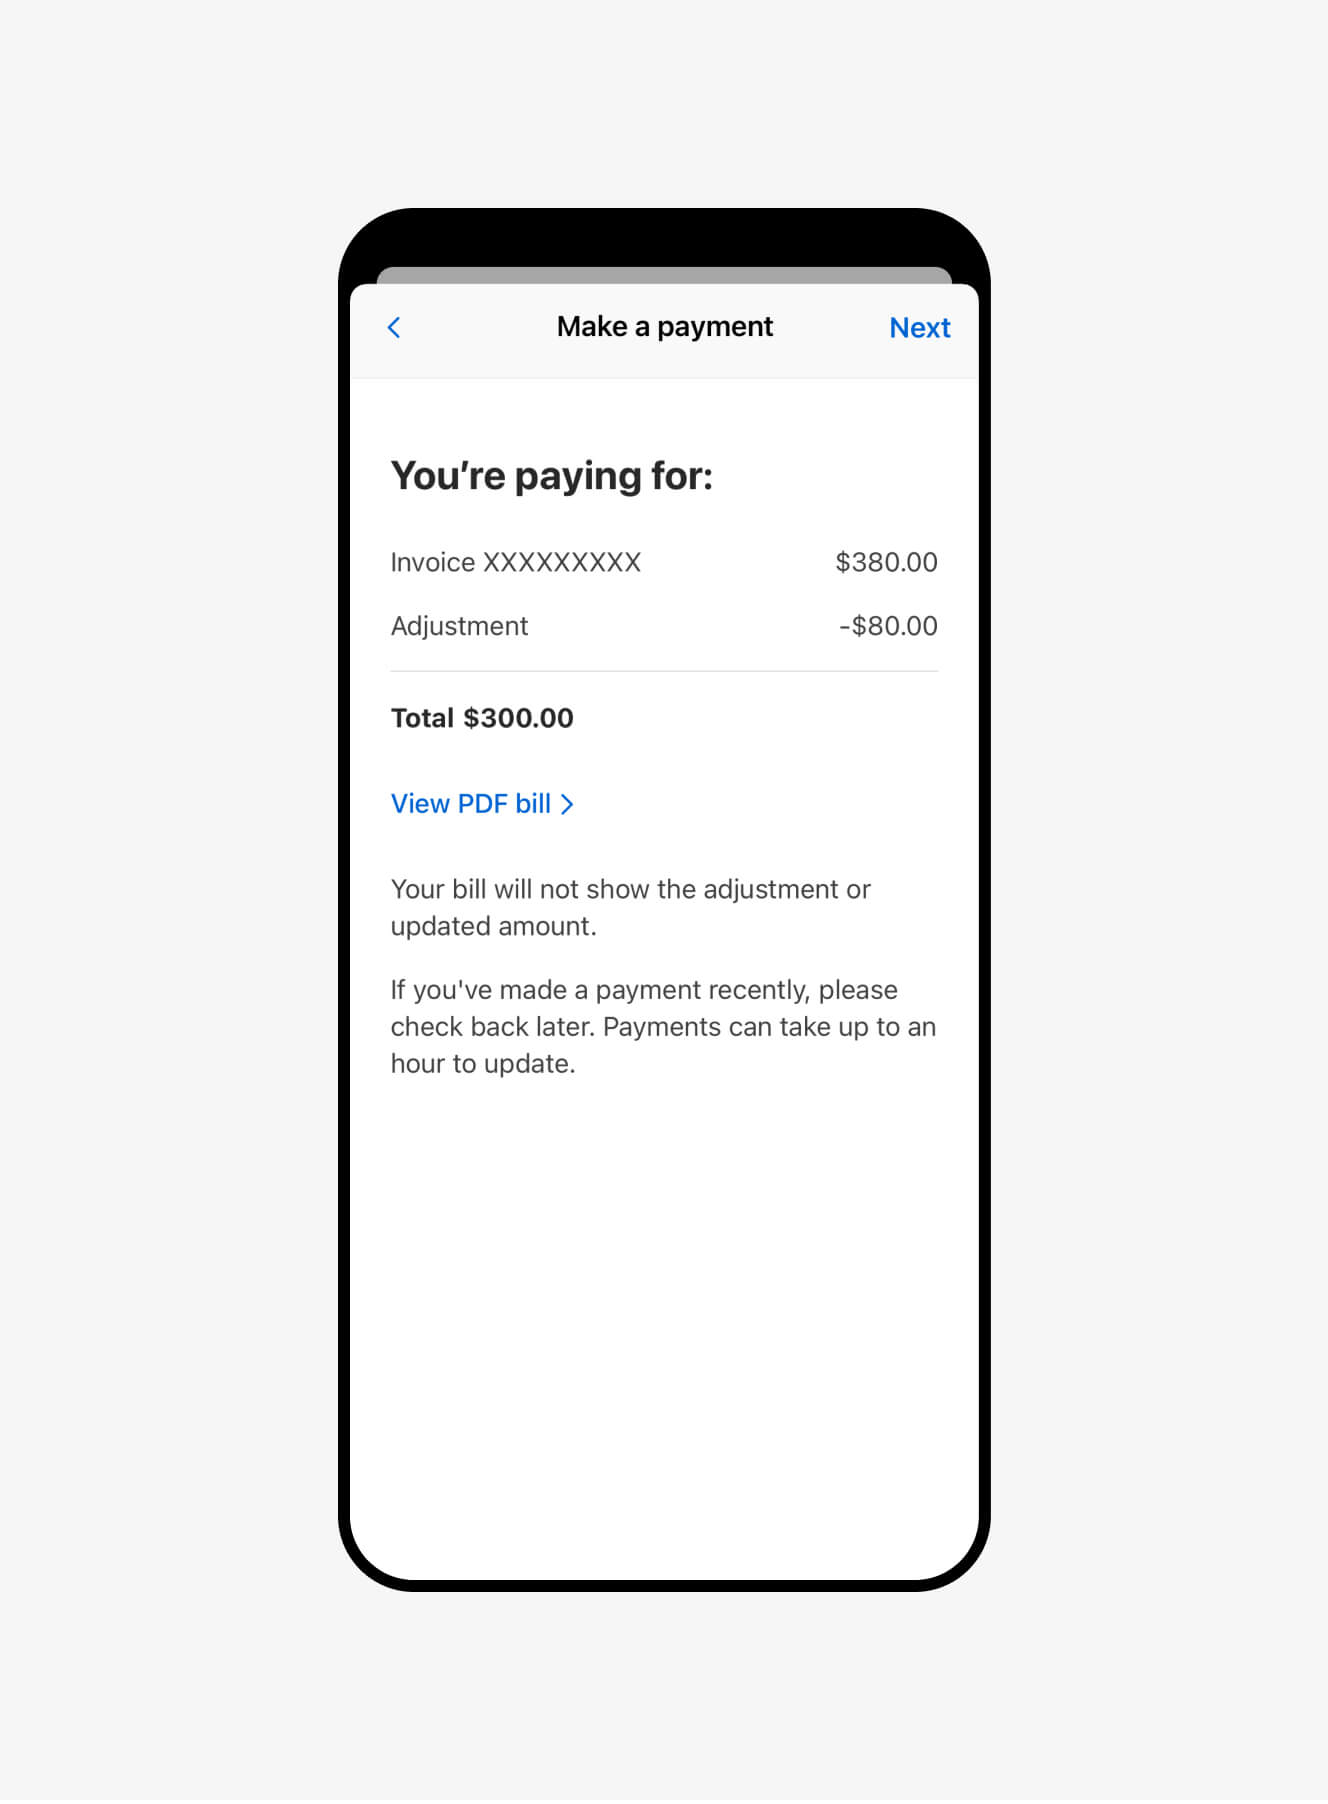 Make a payment
Next
You’re paying for:
Invoice XXXXXXXXX $380.00
Adjustment -$80.00
Total $300.00
View PDF bill
Your bill will not show the adjustment or
updated amount.
If you've made a payment recently, please
check back later. Payments can take up to an
hour to update.